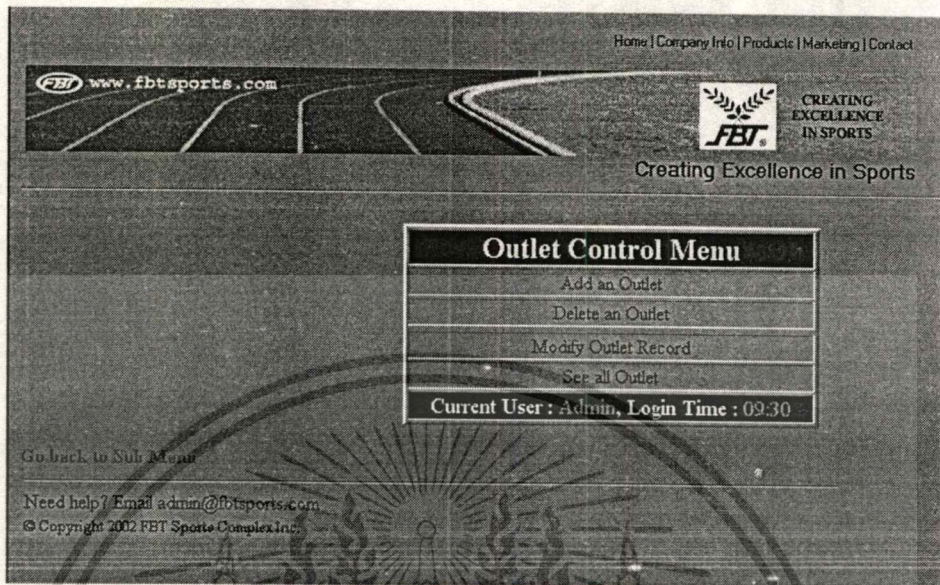 Home | Company Info | Products | Marketing | Contact
FBT www.fbtsports.com
FBT®
CREATING
EXCELLENCE
IN SPORTS
Creating Excellence in Sports
Outlet Control Menu
Add an Outlet
Delete an Outlet
Modify Outlet Record
See all Outlet
Current User : Admin, Login Time : 09:30
Go back to Sub Menu
Need help? Email admin@fbtsports.com
© Copyright 2002 FBT Sports Complex Inc.